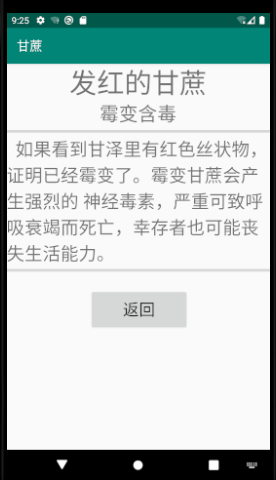 9:25
甘蔗
发红的甘蔗
霉变含毒
如果看到甘泽里有红色丝状物，
证明已经霉变了。霉变甘蔗会产
生强烈的 神经毒素，严重可致呼
吸衰竭而死亡，幸存者也可能丧
失生活能力。
返回